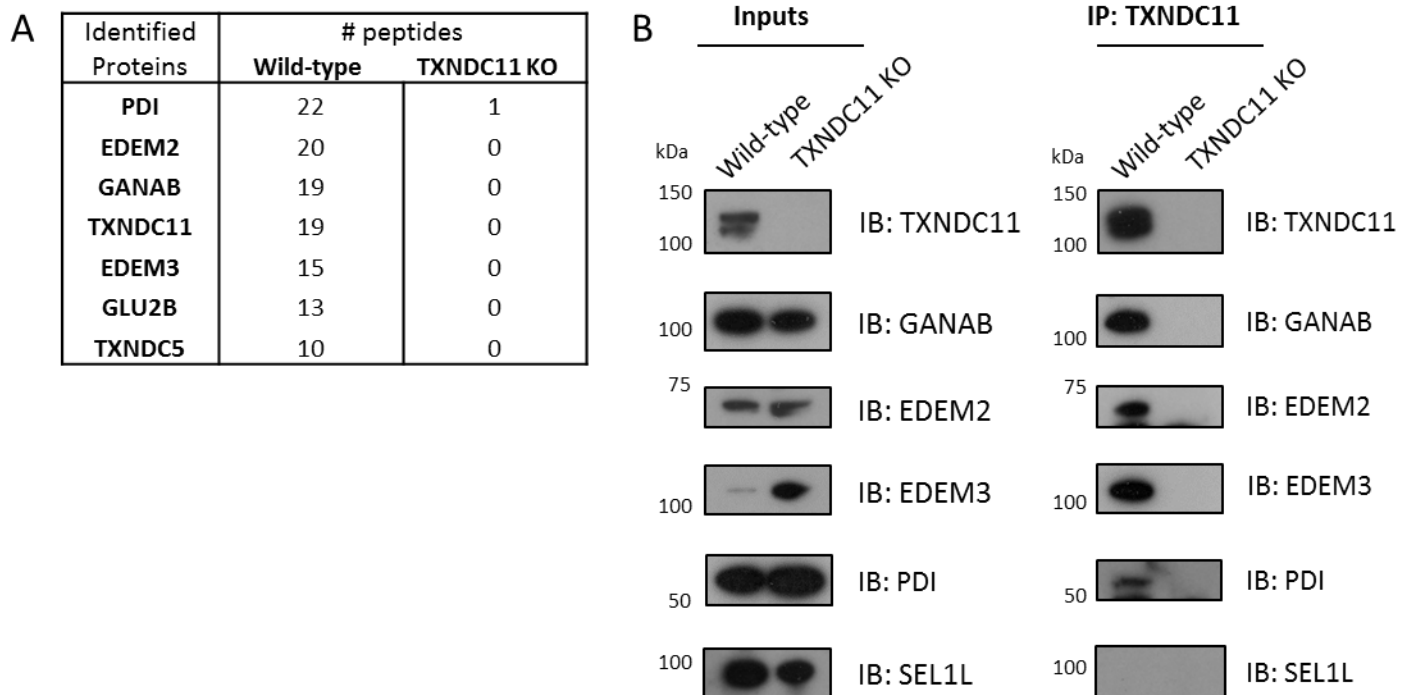 A
Identified Proteins # peptides
Wild-type TXNDC11 KO
PDI 22 1
EDEM2 20 0
GANAB 19 0
TXNDC11 19 0
EDEM3 15 0
GLU2B 13 0
TXNDC5 10 0
B
Inputs
kDa Wild-type TXNDC11 KO
150
100
IB: TXNDC11
100 IB: GANAB
75
IB: EDEM2
100 IB: EDEM3
50 IB: PDI
100 IB: SEL1L
IP: TXNDC11
kDa Wild-type TXNDC11 KO
150
100
IB: TXNDC11
100 IB: GANAB
75
IB: EDEM2
100 IB: EDEM3
50 IB: PDI
100 IB: SEL1L